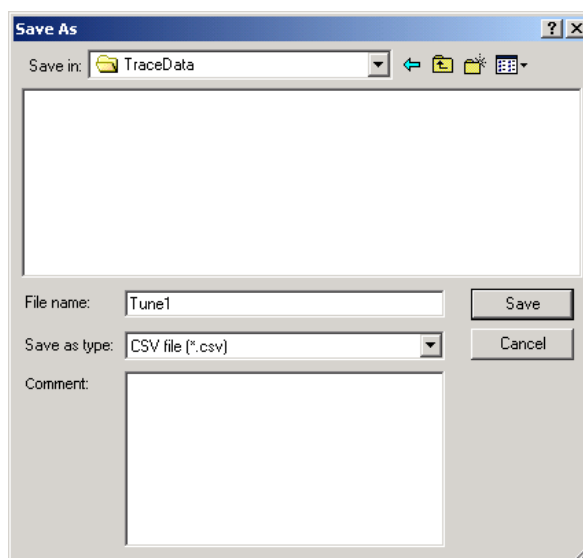 Save As
Save in: TraceData
File name: Tune1
Save
Save as type: CSV file (*.csv)
Cancel
Comment: